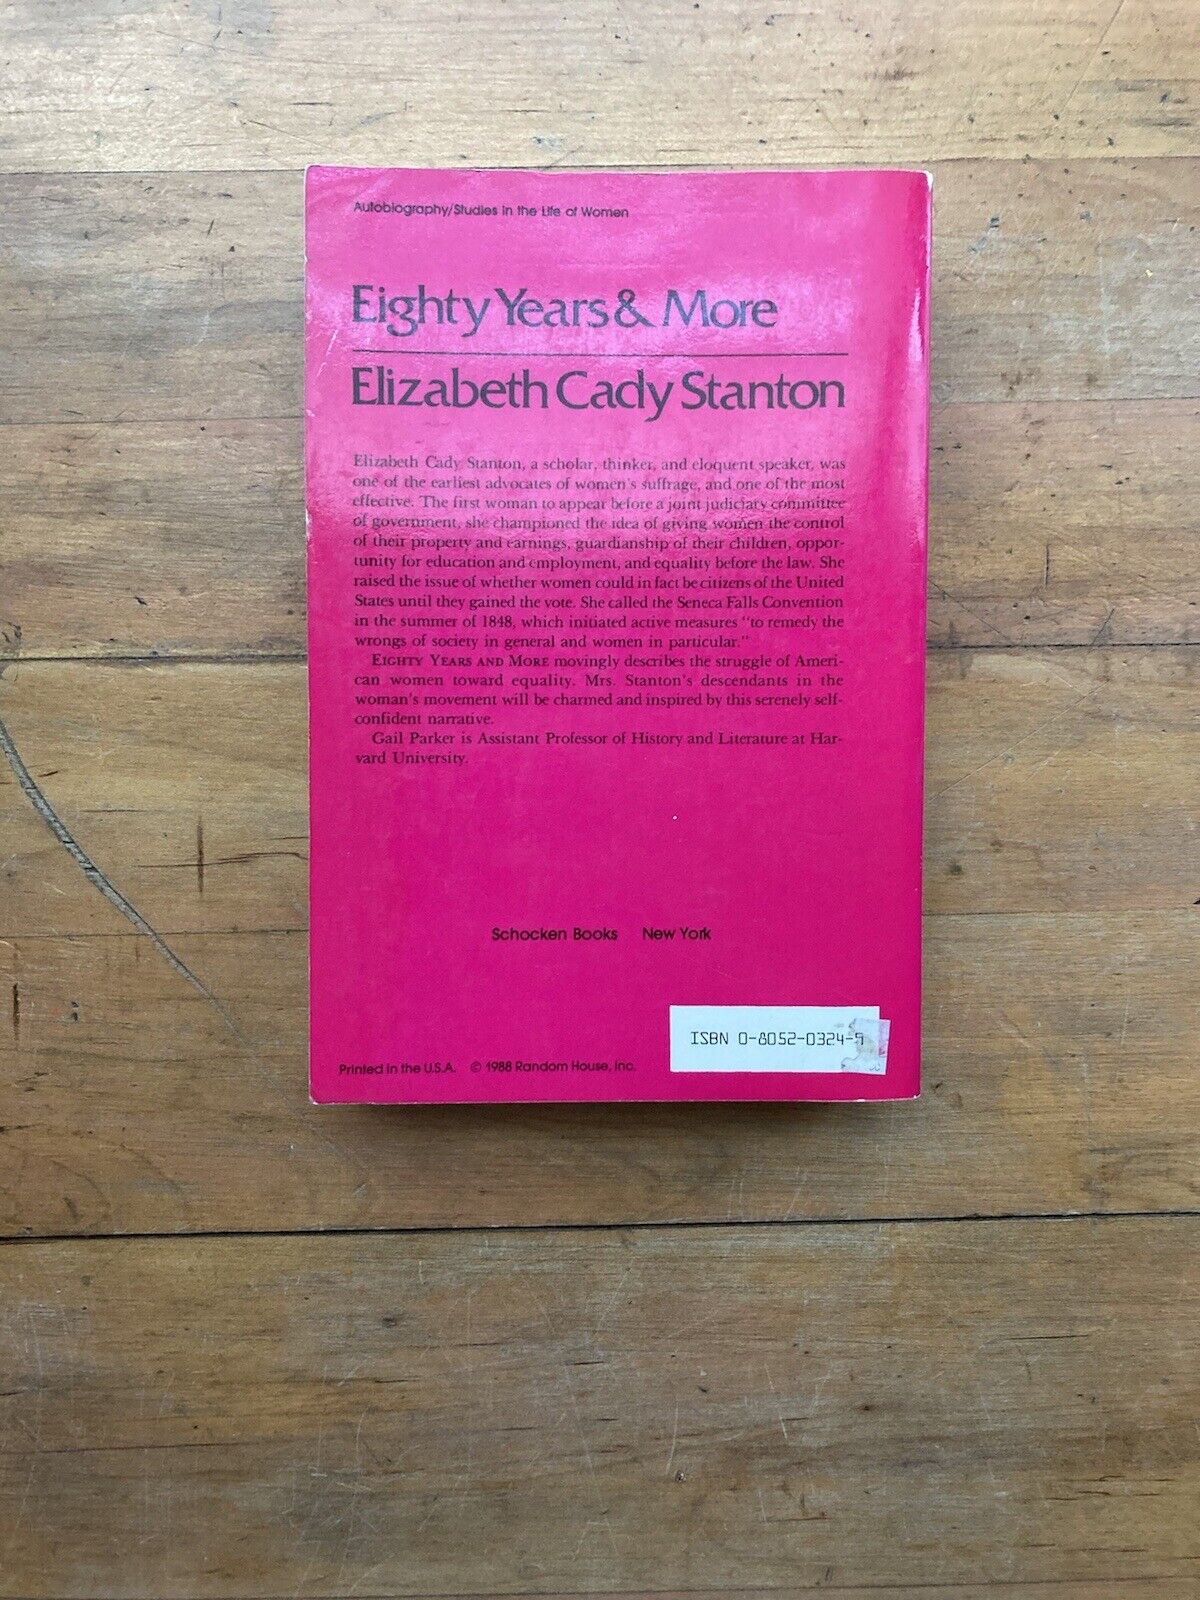 Autobiography/Studies in the Life of Women
Eighty Years & More
Elizabeth Cady Stanton
Elizabeth Cady Stanton, a scholar, thinker, and eloquent speaker, was
one of the earliest advocates of women's suffrage, and one of the most
effective. The first woman to appear before a joint judiciary committee
of government, she championed the idea of giving women the control
of their property and earnings, guardianship of their children, oppor-
tunity for education and employment, and equality before the law. She
raised the issue of whether women could in fact be citizens of the United
States until they gained the vote. She called the Seneca Falls Convention
in the summer of 1848, which initiated active measures "to remedy the
wrongs of society in general and women in particular."
EIGHTY YEARS AND MORE movingly describes the struggle of Ameri-
can women toward equality. Mrs. Stanton's descendants in the
woman's movement will be charmed and inspired by this serenely self-
confident narrative.
Gail Parker is Assistant Professor of History and Literature at Har-
vard University.
Schocken Books New York
ISBN 0-8052-0324-9
Printed in the U.S.A. © 1988 Random House, Inc.